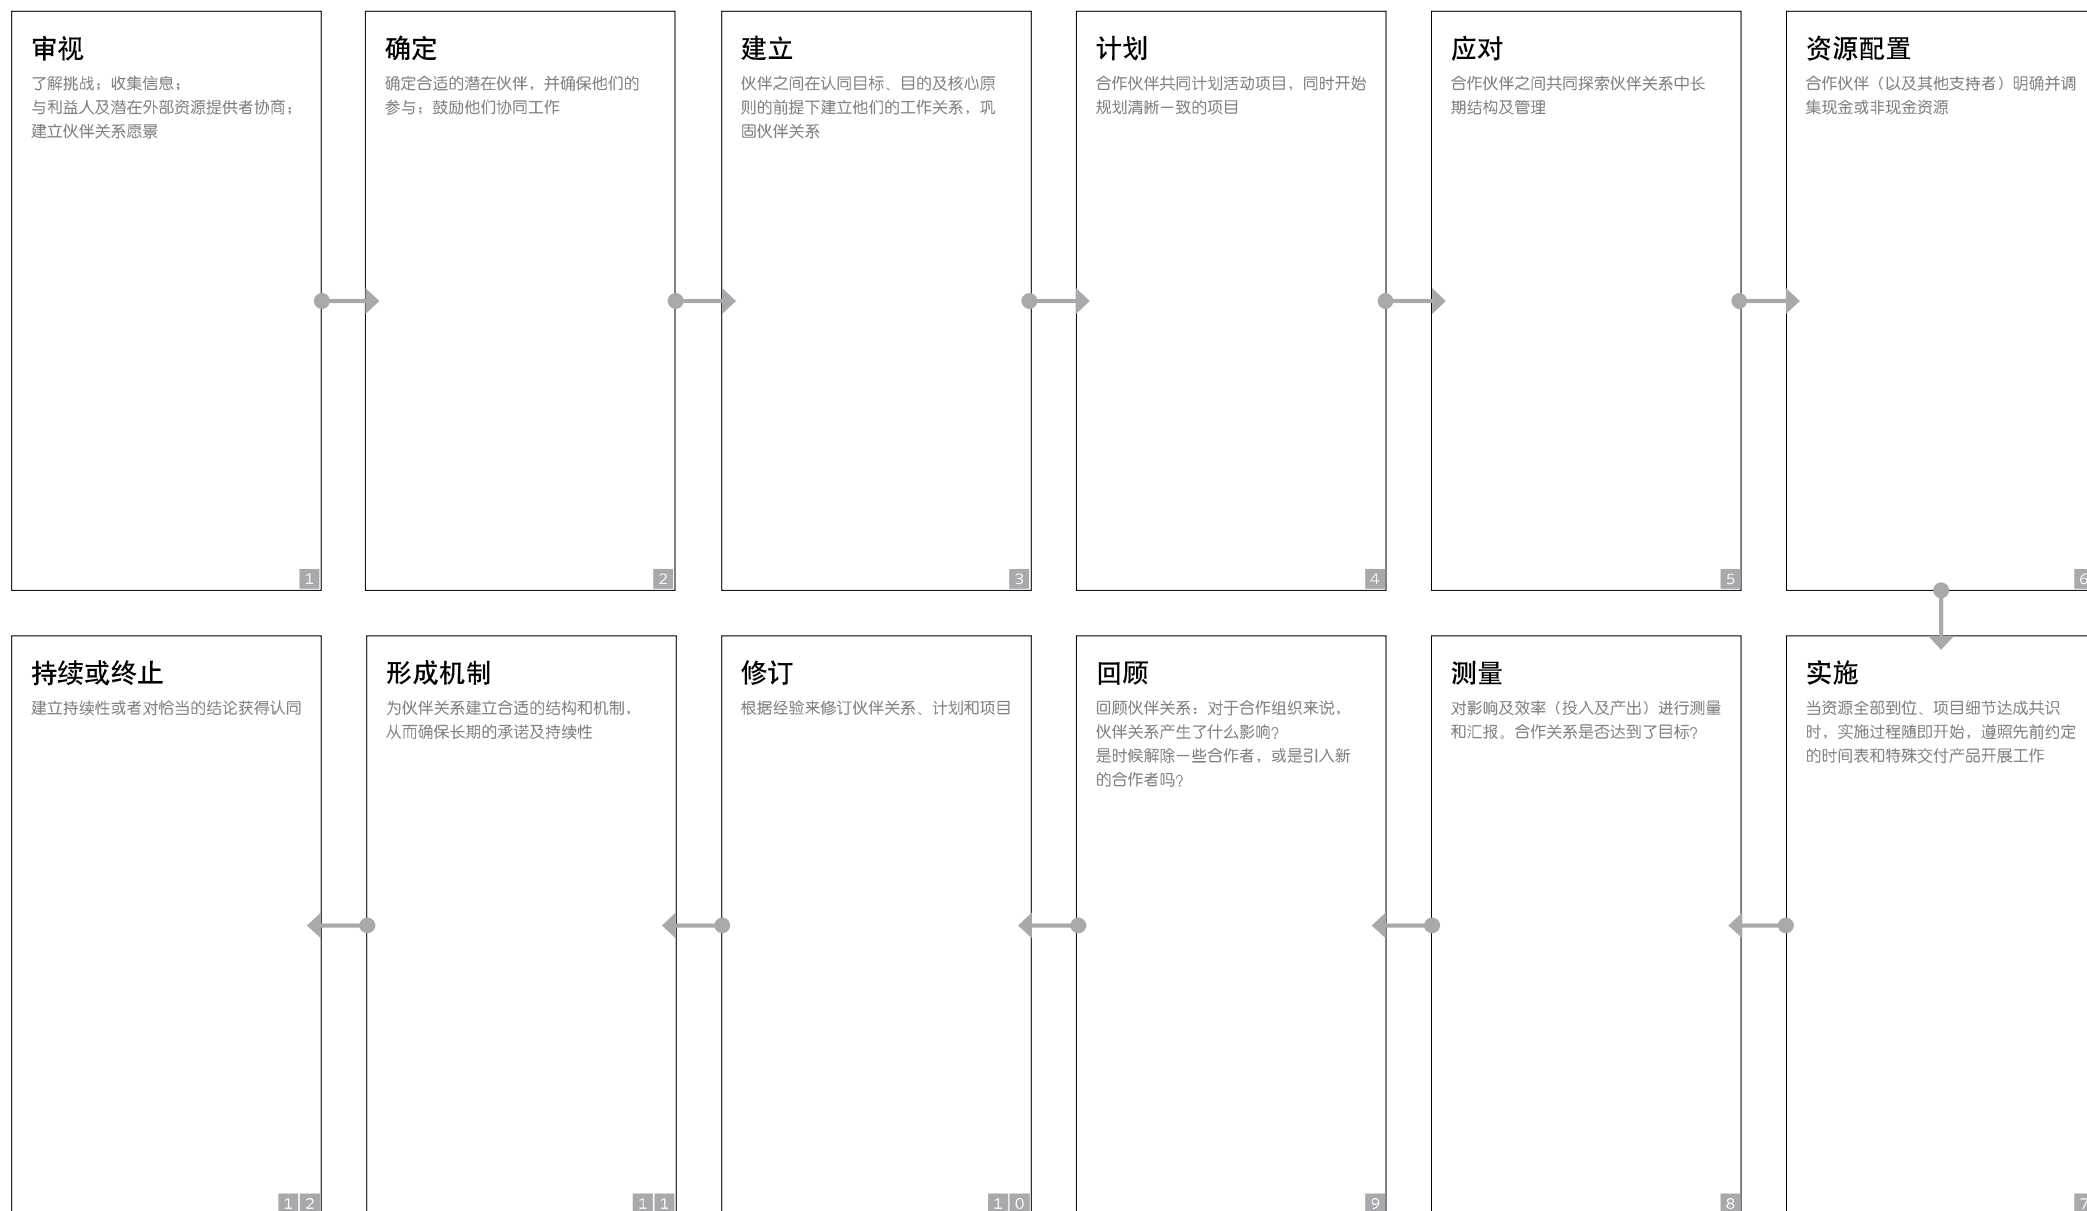 审视
了解挑战；收集信息；
与利益人及潜在外部资源提供者协商；
建立伙伴关系愿景
1
确定
确定合适的潜在伙伴，并确保他们的
参与；鼓励他们协同工作
2
建立
伙伴之间在认同目标、目的及核心原
则的前提下建立他们的工作关系，巩
固伙伴关系
3
计划
合作伙伴共同计划活动项目，同时开始
规划清晰一致的项目
4
应对
合作伙伴之间共同探索伙伴关系中长
期结构及管理
5
资源配置
合作伙伴（以及其他支持者）明确并调
集现金或非现金资源
6
实施
当资源全部到位、项目细节达成共识
时，实施过程随即开始，遵照先前约定
的时间表和特殊交付产品开展工作
7
测量
对影响及效率（投入及产出）进行测量
和汇报。合作关系是否达到了目标?
8
回顾
回顾伙伴关系：对于合作组织来说，
伙伴关系产生了什么影响?
是时候解除一些合作者，或是引入新
的合作者吗?
9
修订
根据经验来修订伙伴关系、计划和项目
10
形成机制
为伙伴关系建立合适的结构和机制，
从而确保长期的承诺及持续性
11
持续或终止
建立持续性或者对恰当的结论获得认同
12